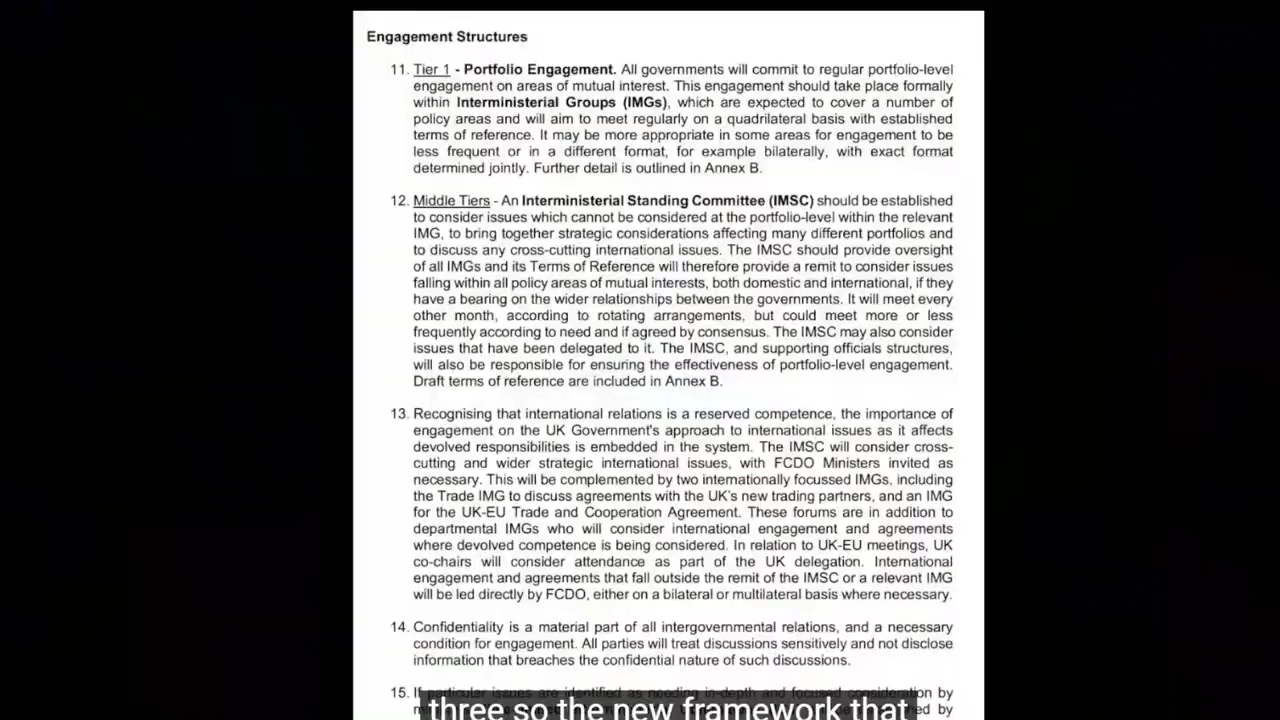 Engagement Structures
11. Tier 1 - Portfolio Engagement. All governments will commit to regular portfolio-level
engagement on areas of mutual interest. This engagement should take place formally
within Interministerial Groups (IMGs), which are expected to cover a number of
policy areas and will aim to meet regularly on a quadrilateral basis with established
terms of reference. It may be more appropriate in some areas for engagement to be
less frequent or in a different format, for example bilaterally, with exact format
determined jointly. Further detail is outlined in Annex B.
12. Middle Tiers - An Interministerial Standing Committee (IMSC) should be established
to consider issues which cannot be considered at the portfolio-level within the relevant
IMG, to bring together strategic considerations affecting many different portfolios and
to discuss any cross-cutting international issues. The IMSC should provide oversight
of all IMGs and its Terms of Reference will therefore provide a remit to consider issues
falling within all policy areas of mutual interests, both domestic and international, if they
have a bearing on the wider relationships between the governments. It will meet every
other month, according to rotating arrangements, but could meet more or less
frequently according to need and if agreed by consensus. The IMSC may also consider
issues that have been delegated to it. The IMSC, and supporting officials structures,
will also be responsible for ensuring the effectiveness of portfolio-level engagement.
Draft terms of reference are included in Annex B.
13. Recognising that international relations is a reserved competence, the importance of
engagement on the UK Government's approach to international issues as it affects
devolved responsibilities is embedded in the system. The IMSC will consider cross-
cutting and wider strategic international issues, with FCDO Ministers invited as
necessary. This will be complemented by two internationally focussed IMGs, including
the Trade IMG to discuss agreements with the UK's new trading partners, and an IMG
for the UK-EU Trade and Cooperation Agreement. These forums are in addition to
departmental IMGs who will consider international engagement and agreements
where devolved competence is being considered. In relation to UK-EU meetings, UK
co-chairs will consider attendance as part of the UK delegation. International
engagement and agreements that fall outside the remit of the IMSC or a relevant IMG
will be led directly by FCDO, either on a bilateral or multilateral basis where necessary.
14. Confidentiality is a material part of all intergovernmental relations, and a necessary
condition for engagement. All parties will treat discussions sensitively and not disclose
information that breaches the confidential nature of such discussions.
15. If particular issues are identified as needing in-depth and focused consideration by
three so the new framework that